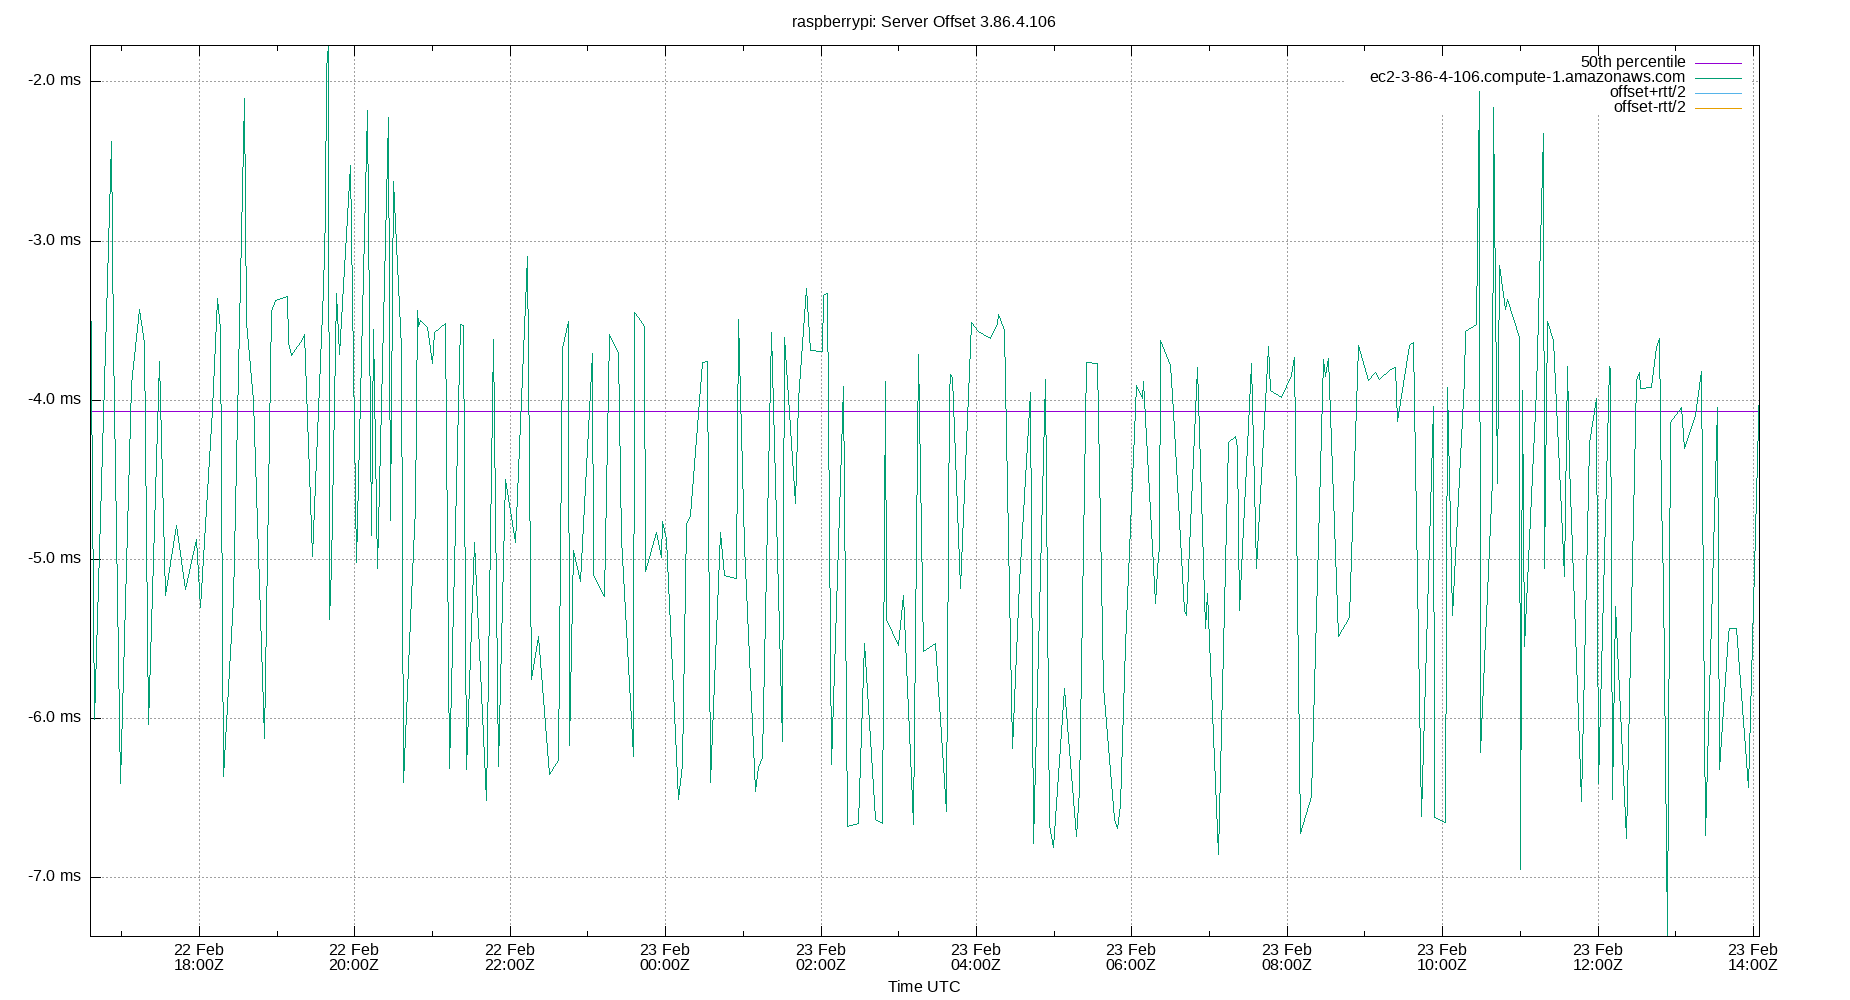 raspberrypi: Server Offset 3.86.4.106
50th percentile
ec2-3-86-4-106.compute-1.amazonaws.com
offset+rtt/2
offset-rtt/2
-2.0 ms
-3.0 ms
-4.0 ms
-5.0 ms
-6.0 ms
-7.0 ms
22 Feb 22 Feb 22 Feb 23 Feb 23 Feb 23 Feb 23 Feb 23 Feb 23 Feb 23 Feb 23 Feb
18:00Z 20:00Z 22:00Z 00:00Z 02:00Z 04:00Z 06:00Z 08:00Z 10:00Z 12:00Z 14:00Z
Time UTC